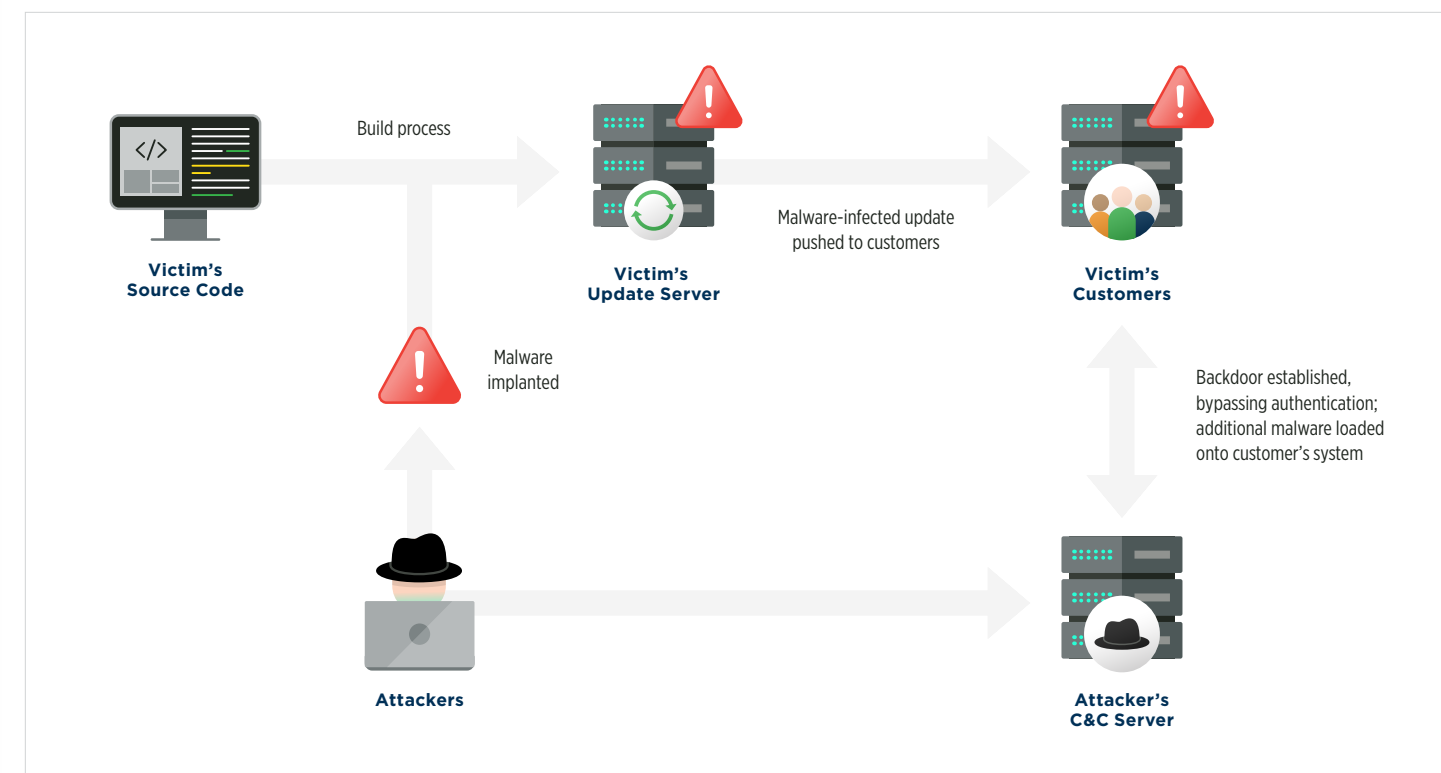 Build process
Victim's
Source Code
Victim's
Update Server
Malware-infected update
pushed to customers
Victim's
Customers
Malware
implanted
Backdoor established,
bypassing authentication;
additional malware loaded
onto customer's system
Attackers
Attacker's
C&C Server